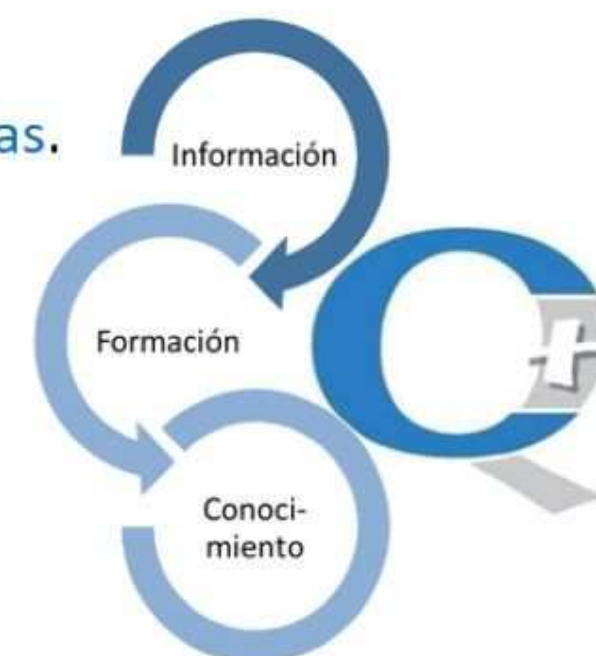 as.
Información
Formación
Conoci-
miento
Q+